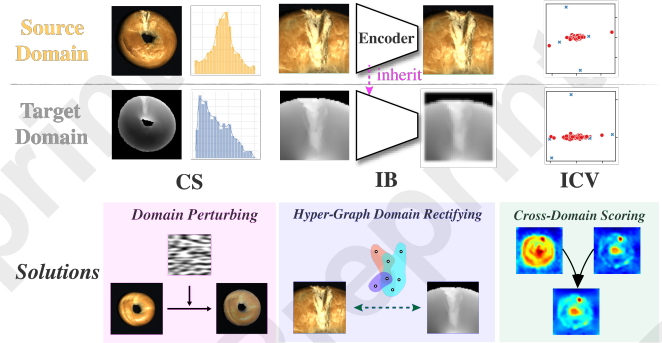 Source
Domain
Encoder
inherit
Target
Domain
CS
IB
ICV
Solutions
Domain Perturbing
Hyper-Graph Domain Rectifying
Cross-Domain Scoring